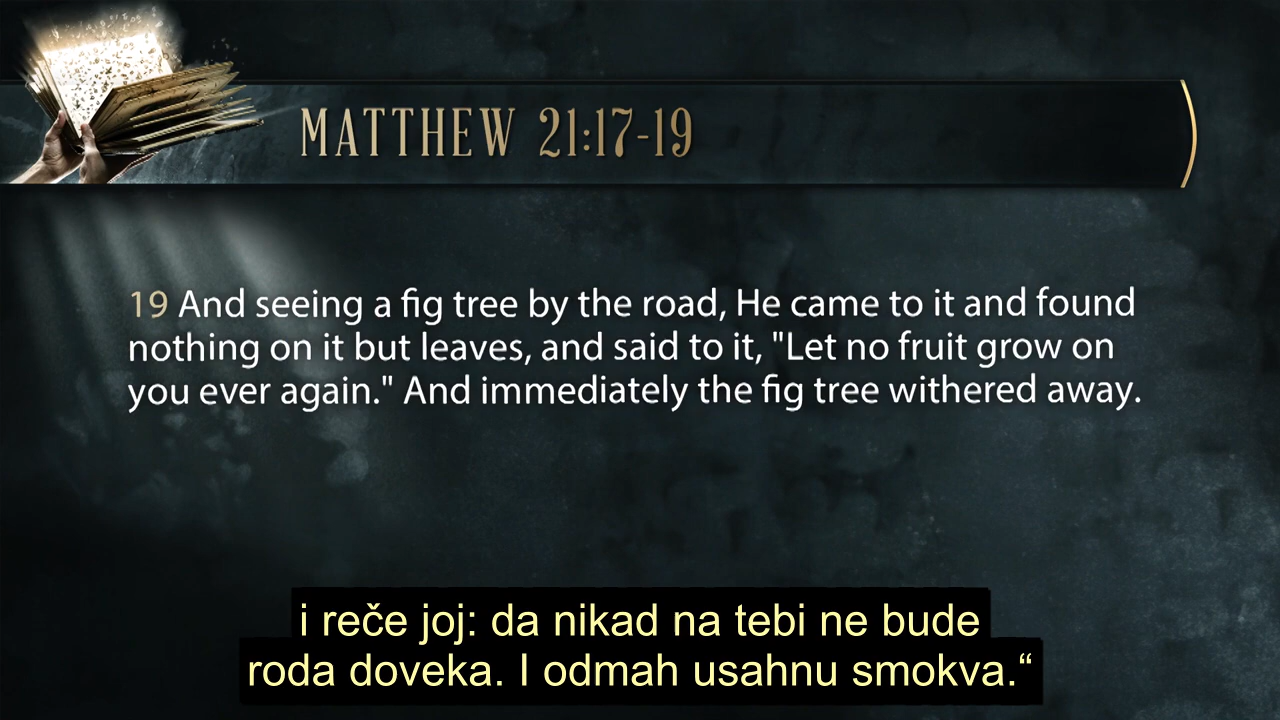 MATTHEW 21:17-19
19 And seeing a fig tree by the road, He came to it and found
nothing on it but leaves, and said to it, "Let no fruit grow on
you ever again." And immediately the fig tree withered away.
i reče joj: da nikad na tebi ne bude
roda doveka. I odmah usahnu smokva.“